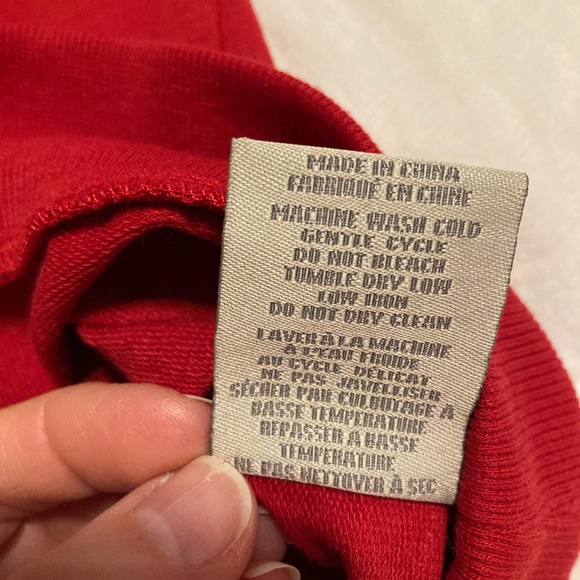 MADE IN CHINA
FABRIQUÉ EN CHINE
MACHINE WASH COLD
GENTLE CYCLE
DO NOT BLEACH
TUMBLE DRY LOW
LOW IRON
DO NOT DRY CLEAN
LAVER À LA MACHINE
À L'EAU FROIDE
AU CYCLE DÉLICAT
NE PAS JAVELLISER
SÉCHER PAR CULBUTAGE À
BASSE TEMPÉRATURE
REPASSER À BASSE
TEMPÉRATURE
NE PAS NETTOYER À SEC